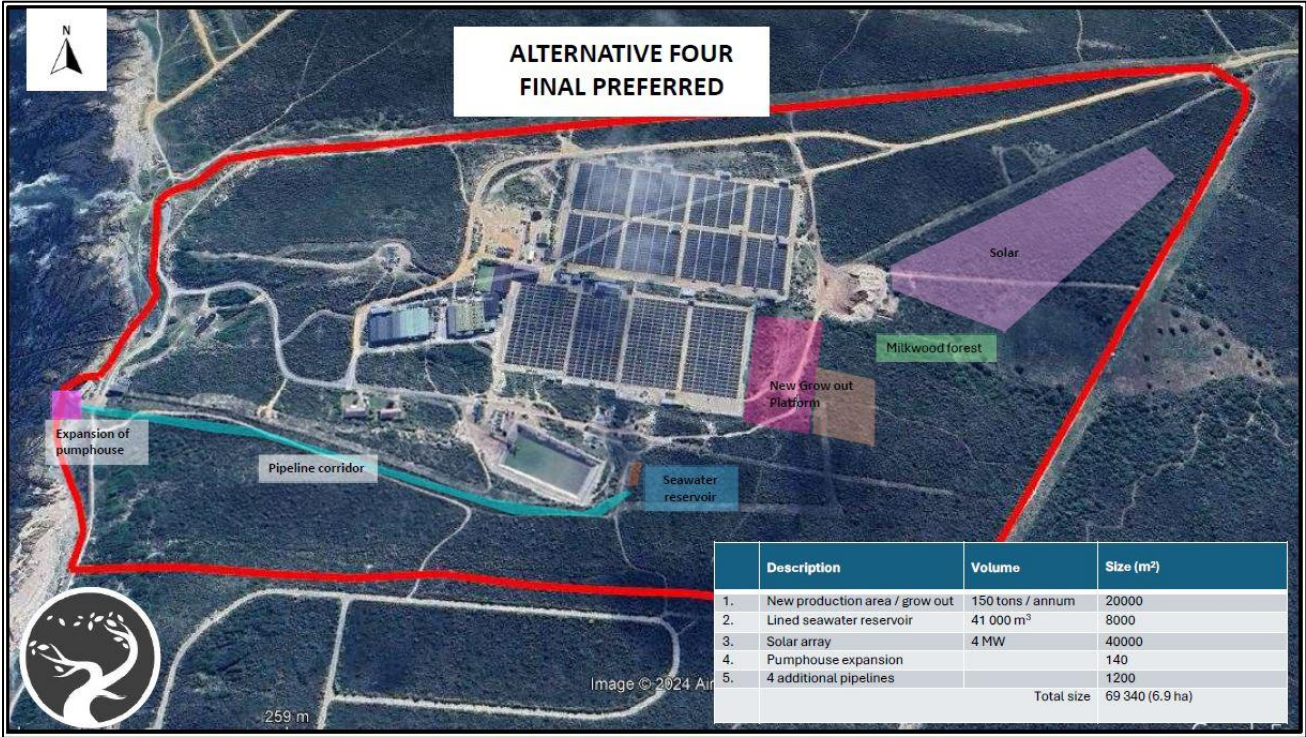 N
ALTERNATIVE FOUR
FINAL PREFERRED
Solar
Milkwood forest
New Grow out
Platform
Expansion of
pumphouse
Pipeline corridor
Seawater
reservoir
Description Volume Size (m²)
1. New production area / grow out 150 tons / annum 20000
2. Lined seawater reservoir 41 000 m³ 8000
3. Solar array 4 MW 40000
4. Pumphouse expansion 140
5. 4 additional pipelines 1200
Total size 69 340 (6.9 ha)
Image © 2024
259 m